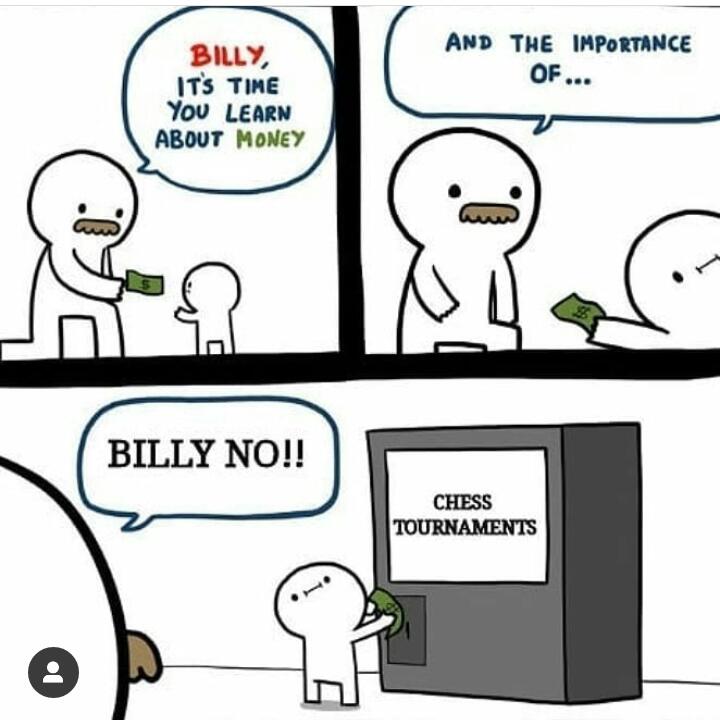 BILLY,
IT'S TIME
YOU LEARN
ABOUT MONEY
AND THE IMPORTANCE
OF...
$
$
BILLY NO!!
CHESS
TOURNAMENTS